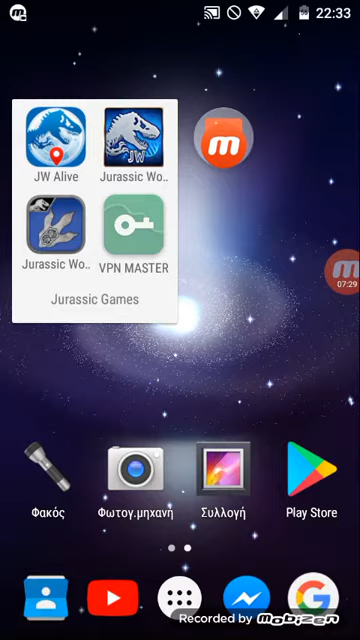 22:33
JW Alive
Jurassic Wo..
JW
Jurassic Wo..
VPN MASTER
Jurassic Games
07:29
Φακός
Φωτογ.μηχανή
Συλλογή
Play Store
Recorded by Mobizen